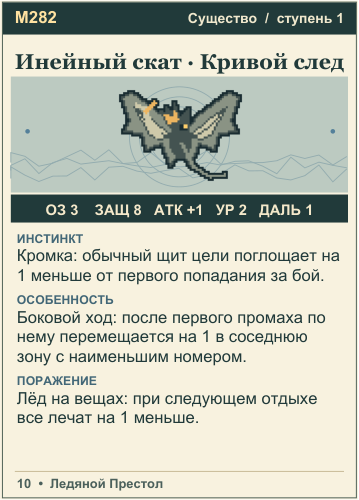 M282
Существо / ступень 1
Инейный скат · Кривой след
ОЗ 3 ЗАЩ 8 АТК +1 УР 2 ДАЛЬ 1
ИНСТИНКТ
Кромка: обычный щит цели поглощает на
1 меньше от первого попадания за бой.
ОСОБЕННОСТЬ
Боковой ход: после первого промаха по
нему перемещается на 1 в соседнюю
зону с наименьшим номером.
ПОРАЖЕНИЕ
Лёд на вещах: при следующем отдыхе
все лечат на 1 меньше.
10 • Ледяной Престол